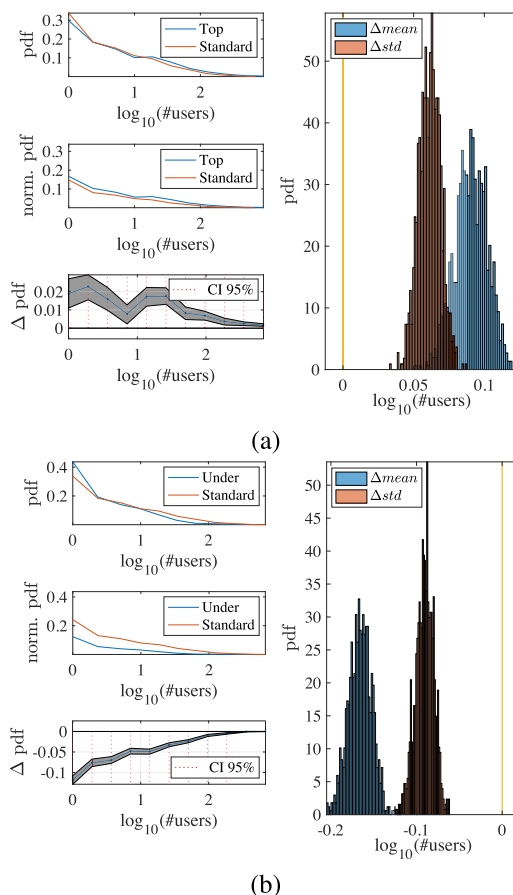 pdf
0.3
0.2
0.1
Top
Standard
0
1
2
log10(#users)
norm. pdf
0.3
0.2
0.1
Top
Standard
0
1
2
log10(#users)
Δ pdf
0.02
0.01
0
CI 95%
0
1
2
log10(#users)
pdf
50
40
30
20
10
0
Δmean
Δstd
0
0.05
0.1
log10(#users)
(a)
pdf
0.4
0.2
Under
Standard
0
1
2
log10(#users)
norm. pdf
0.4
0.2
Under
Standard
0
1
2
log10(#users)
Δ pdf
0
-0.05
-0.1
CI 95%
0
1
2
log10(#users)
pdf
50
45
40
35
30
25
20
15
10
5
0
Δmean
Δstd
-0.2
-0.1
0
log10(#users)
(b)